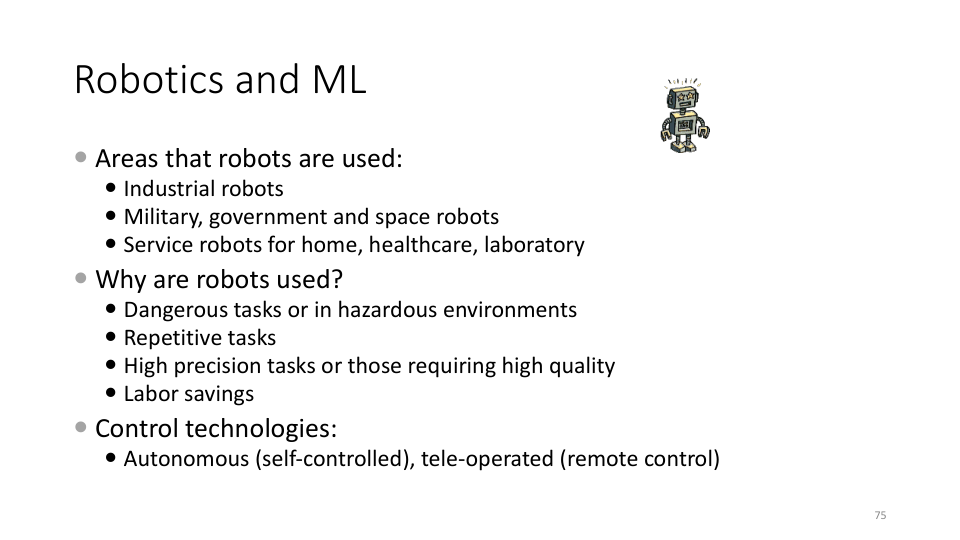 Robotics and ML
• Areas that robots are used:
• Industrial robots
• Military, government and space robots
• Service robots for home, healthcare, laboratory
• Why are robots used?
• Dangerous tasks or in hazardous environments
• Repetitive tasks
• High precision tasks or those requiring high quality
• Labor savings
• Control technologies:
• Autonomous (self-controlled), tele-operated (remote control)
75